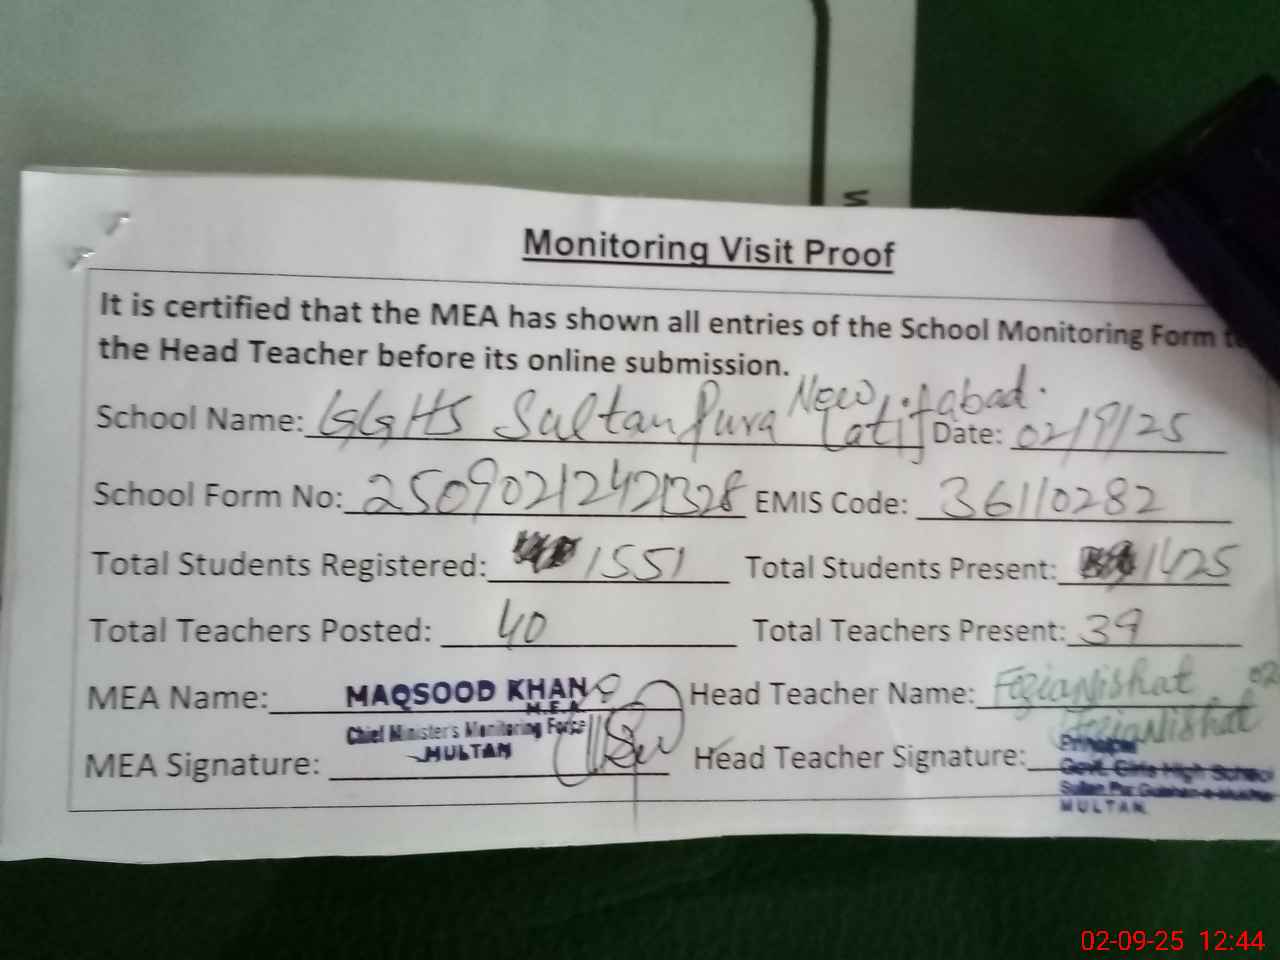 W
Monitoring Visit Proof
It is certified that the MEA has shown all entries of the School Monitoring Form
the Head Teacher before its online submission.
School Name: GGHS Sultan Pura New Latifabad. Date: 02/9/25
School Form No: 2509021242328 EMIS Code: 36110282
Total Students Registered: 1551 Total Students Present: 1425
Total Teachers Posted: 40 Total Teachers Present: 39
MEA Name: MAQSOOD KHAN Head Teacher Name: Fozia Nishat 02
M.E.A
Chief Minister's Monitoring Force
MULTAN
MEA Signature: Head Teacher Signature: Fozia Nishat
Principal
Govt. Girls High School
MULTAN
02-09-25 12:44